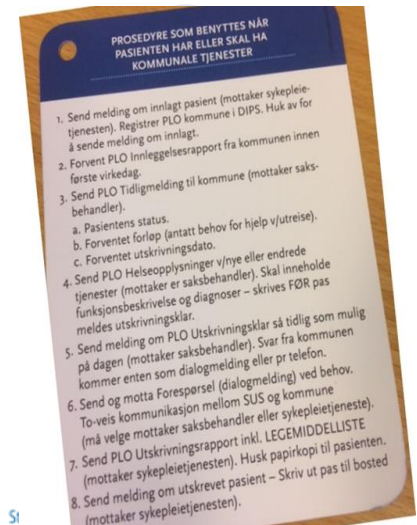 PROSEDYRE SOM BENYTTES NÅR
PASIENTEN HAR ELLER SKAL HA
KOMMUNALE TJENESTER
1. Send melding om innlagt pasient (mottaker sykepleie-
tjenesten). Registrer PLO kommune i DIPS. Huk av for
å sende melding om innlagt.
2. Forvent PLO Innleggelsesrapport fra kommunen innen
første virkedag.
3. Send PLO Tidligmelding til kommune (mottaker saks-
behandler).
a. Pasientens status.
b. Forventet forløp (antatt behov for hjelp v/utreise).
c. Forventet utskrivningsdato.
4. Send PLO Helseopplysninger v/nye eller endrede
tjenester (mottaker er saksbehandler). Skal inneholde
funksjonsbeskrivelse og diagnoser – skrives FØR pas
meldes utskrivningsklar.
5. Send melding om PLO Utskrivningsklar så tidlig som mulig
på dagen (mottaker saksbehandler). Svar fra kommunen
kommer enten som dialogmelding eller pr telefon.
6. Send og motta Forespørsel (dialogmelding) ved behov.
To-veis kommunikasjon mellom SUS og kommune
(må velge mottaker saksbehandler eller sykepleietjeneste).
7. Send PLO Utskrivningsrapport inkl. LEGEMIDDELLISTE
(mottaker sykepleietjenesten). Husk papirkopi til pasienten.
8. Send melding om utskrevet pasient – Skriv ut pas til bosted
(mottaker sykepleietjenesten).